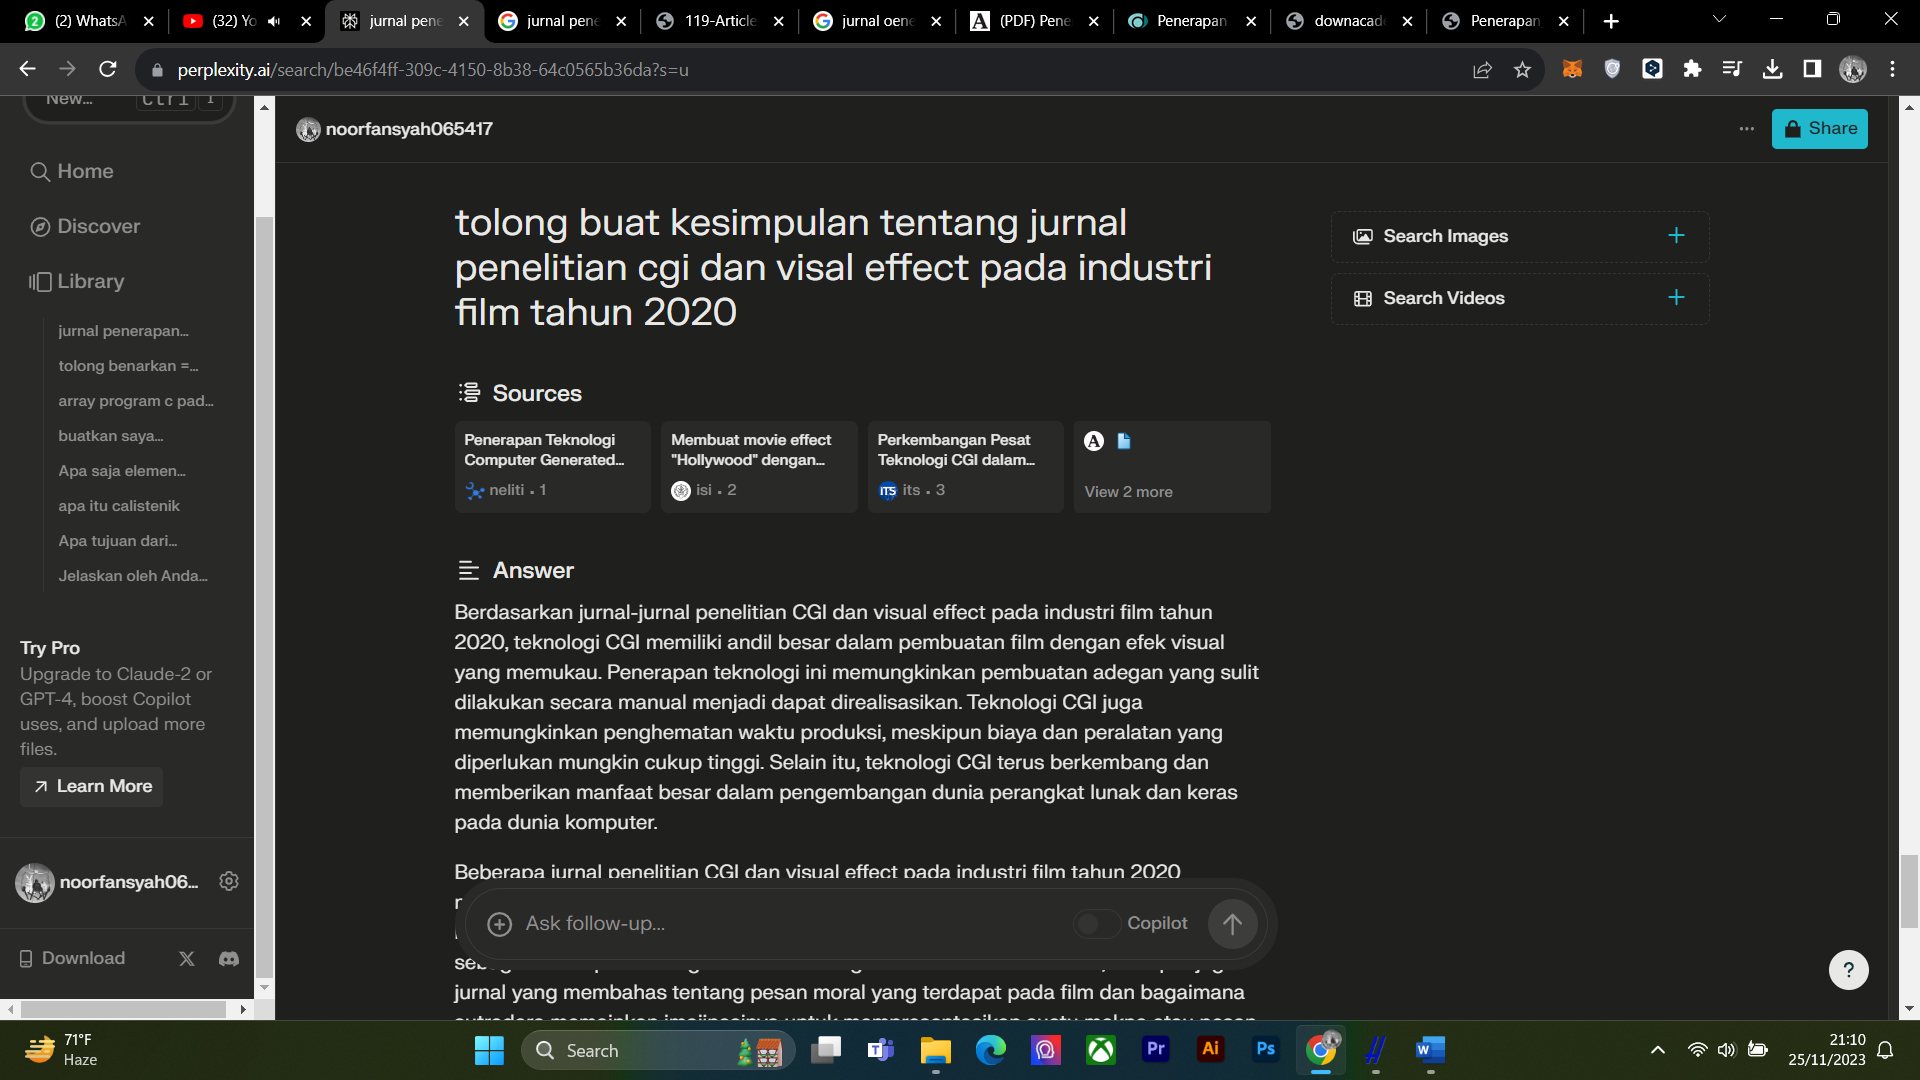 (2) WhatsA
(32) Yo
jurnal pene
jurnal pene
119-Article
jurnal oene
(PDF) Pene
Penerapan
downacad
Penerapan
perplexity.ai/search/be46f4ff-309c-4150-8b38-64c0565b36da?s=u
New...
Ctrl I
Home
Discover
Library
jurnal penerapan...
tolong benarkan =...
array program c pad...
buatkan saya...
Apa saja elemen...
apa itu calistenik
Apa tujuan dari...
Jelaskan oleh Anda...
Try Pro
Upgrade to Claude-2 or
GPT-4, boost Copilot
uses, and upload more
files.
Learn More
noorfansyah06...
Download
noorfansyah065417
Share
tolong buat kesimpulan tentang jurnal
penelitian cgi dan visal effect pada industri
film tahun 2020
Search Images
Search Videos
Sources
Penerapan Teknologi
Computer Generated...
neliti · 1
Membuat movie effect
"Hollywood" dengan...
isi · 2
Perkembangan Pesat
Teknologi CGI dalam...
ITS its · 3
A
View 2 more
Answer
Berdasarkan jurnal-jurnal penelitian CGI dan visual effect pada industri film tahun
2020, teknologi CGI memiliki andil besar dalam pembuatan film dengan efek visual
yang memukau. Penerapan teknologi ini memungkinkan pembuatan adegan yang sulit
dilakukan secara manual menjadi dapat direalisasikan. Teknologi CGI juga
memungkinkan penghematan waktu produksi, meskipun biaya dan peralatan yang
diperlukan mungkin cukup tinggi. Selain itu, teknologi CGI terus berkembang dan
memberikan manfaat besar dalam pengembangan dunia perangkat lunak dan keras
pada dunia komputer.
Beberapa jurnal penelitian CGI dan visual effect pada industri film tahun 2020
Ask follow-up...
Copilot
jurnal yang membahas tentang pesan moral yang terdapat pada film dan bagaimana
?
71°F
Haze
Search
Pr
Ai
Ps
21:10
25/11/2023